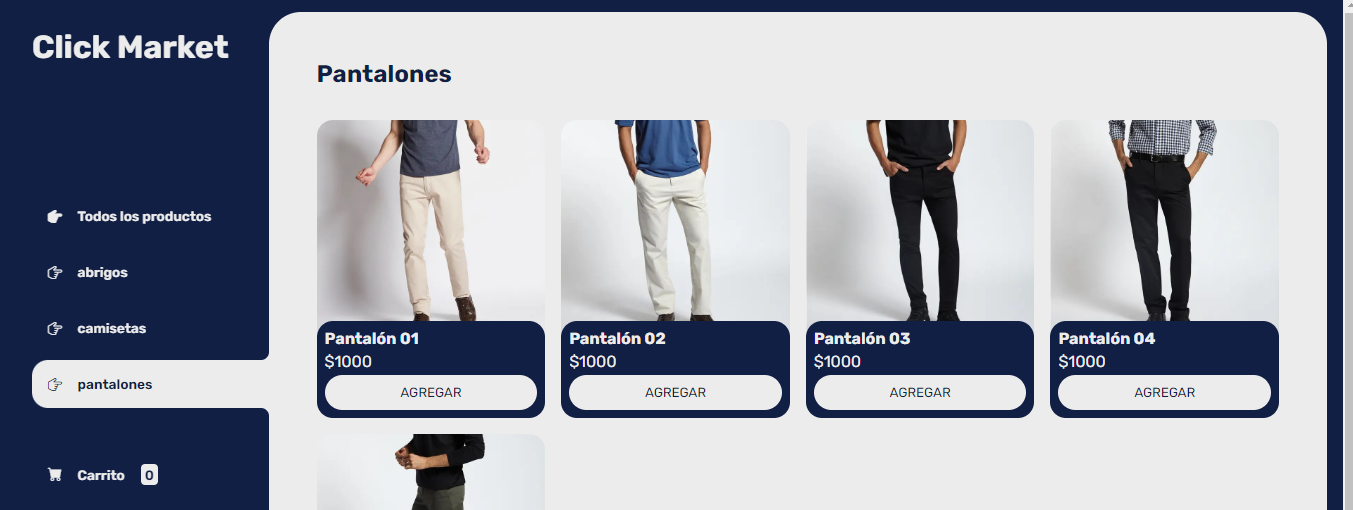 Click Market
Todos los productos
abrigos
camisetas
pantalones
Carrito 0
Pantalones
Pantalón 01
$1000
AGREGAR
Pantalón 02
$1000
AGREGAR
Pantalón 03
$1000
AGREGAR
Pantalón 04
$1000
AGREGAR